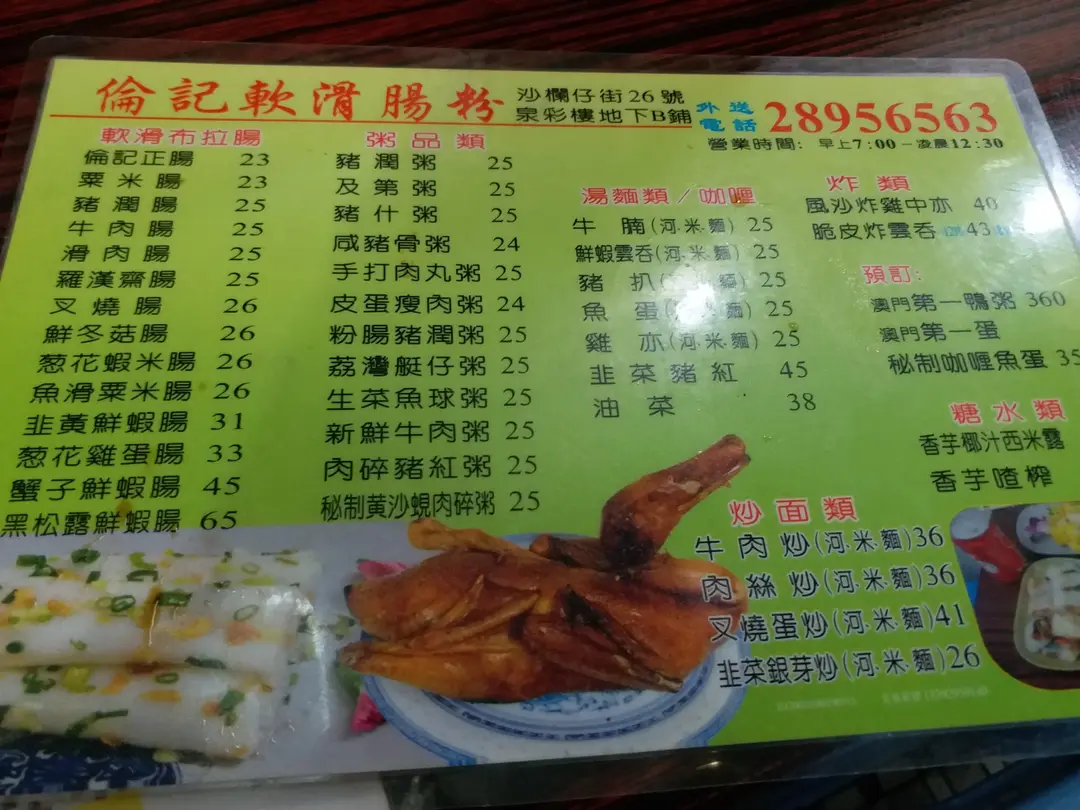 倫記軟滑腸粉
沙欄仔街26號
泉彩樓地下B鋪
外送電話 28956563
營業時間: 早上7:00-凌晨12:30
軟滑布拉腸
倫記正腸 23
粟米腸 23
豬潤腸 25
牛肉腸 25
滑肉腸 25
羅漢齋腸 25
叉燒腸 26
鮮冬菇腸 26
葱花蝦米腸 26
魚滑粟米腸 26
韭黃鮮蝦腸 31
葱花雞蛋腸 33
蟹子鮮蝦腸 45
黑松露鮮蝦腸 65
粥品類
豬潤粥 25
及第粥 25
豬什粥 25
咸豬骨粥 24
手打肉丸粥 25
皮蛋瘦肉粥 24
粉腸豬潤粥 25
荔灣艇仔粥 25
生菜魚球粥 25
新鮮牛肉粥 25
肉碎豬紅粥 25
秘制黄沙蜆肉碎粥 25
湯麵類/咖喱
牛腩(河.米.麵) 25
鮮蝦雲吞(河.米.麵) 25
豬扒(河.米.麵) 25
魚蛋(河.米.麵) 25
雞亦(河.米.麵) 25
韭菜豬紅 45
油菜 38
炸類
風沙炸雞中亦 40
脆皮炸雲吞 43
預訂:
澳門第一鴨粥 360
澳門第一蛋
秘制咖喱魚蛋 35
糖水類
香芋椰汁西米露
香芋喳榨
炒面類
牛肉炒(河.米.麵)36
肉絲炒(河.米.麵)36
叉燒蛋炒(河.米.麵)41
韭菜銀芽炒(河.米.麵)26